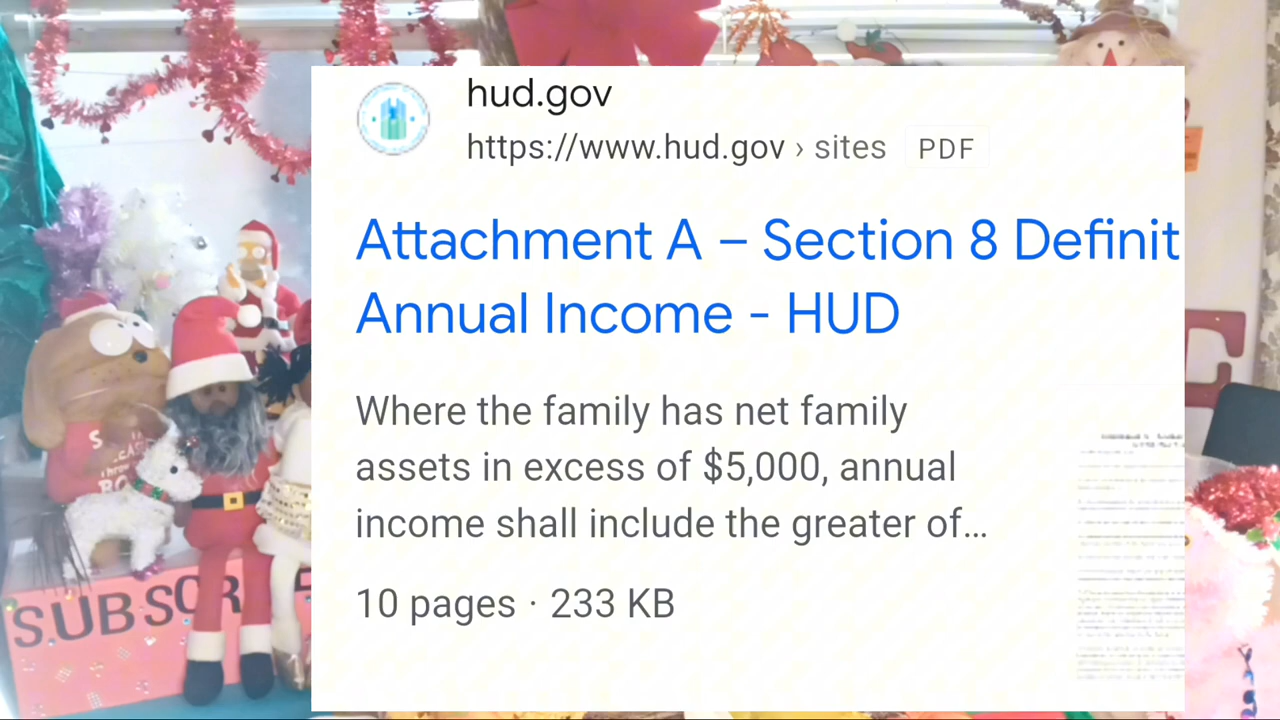 hud.gov
https://www.hud.gov › sites PDF
Attachment A – Section 8 Definit
Annual Income - HUD
Where the family has net family
assets in excess of $5,000, annual
income shall include the greater of...
10 pages · 233 KB
SUBSCR